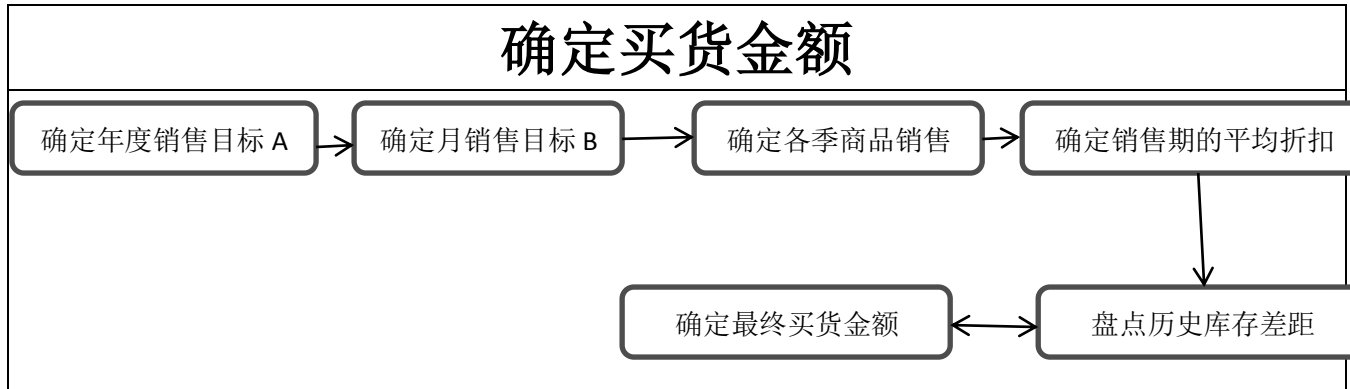 确定买货金额
确定年度销售目标 A
确定月销售目标 B
确定各季商品销售
确定销售期的平均折扣
盘点历史库存差距
确定最终买货金额